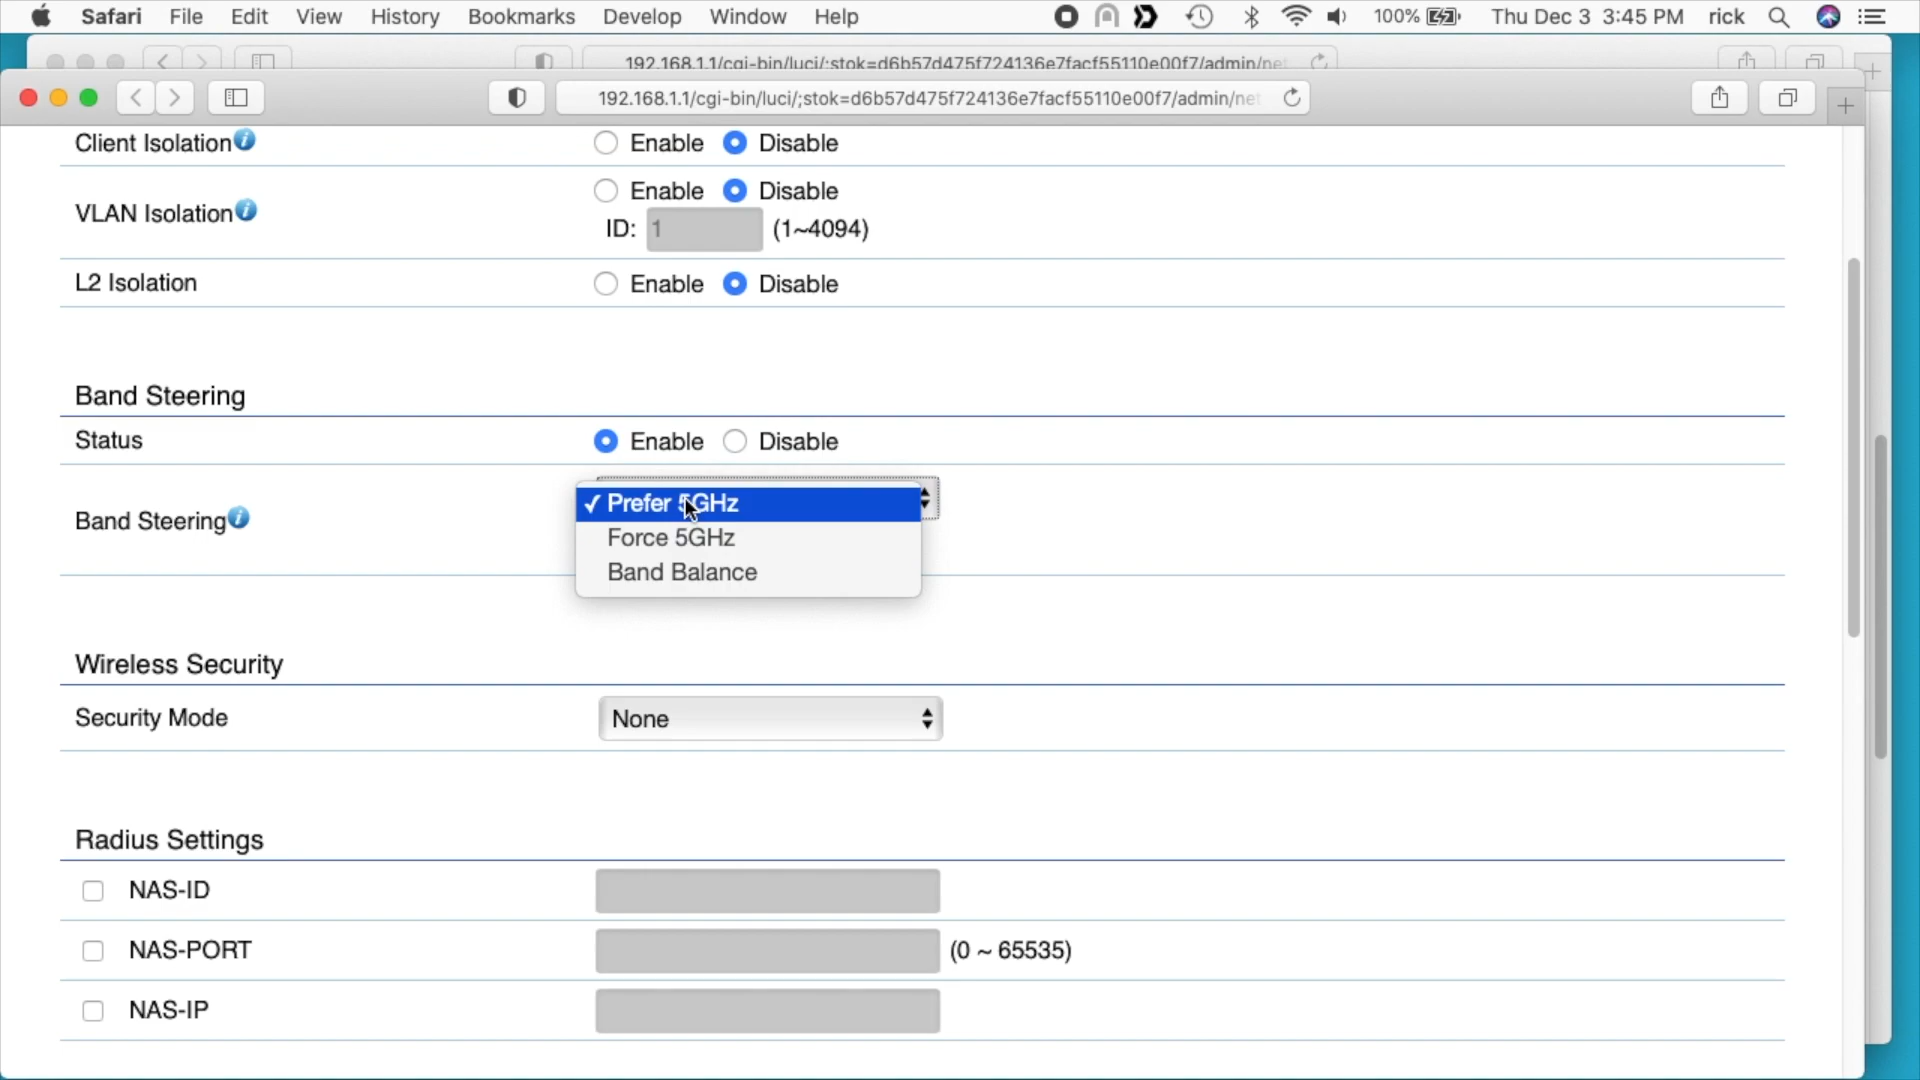 Safari File Edit View History Bookmarks Develop Window Help 100% Thu Dec 3 3:45 PM rick
192.168.1.1/cgi-bin/luci/;stok=d6b57d475f724136e7facf55110e00f7/admin/net
192.168.1.1/cgi-bin/luci/;stok=d6b57d475f724136e7facf55110e00f7/admin/net
Client Isolation Enable Disable
VLAN Isolation Enable Disable
ID: 1 (1~4094)
L2 Isolation Enable Disable
Band Steering
Status Enable Disable
Band Steering
✓ Prefer 5GHz
Force 5GHz
Band Balance
Wireless Security
Security Mode None
Radius Settings
NAS-ID
NAS-PORT (0 ~ 65535)
NAS-IP